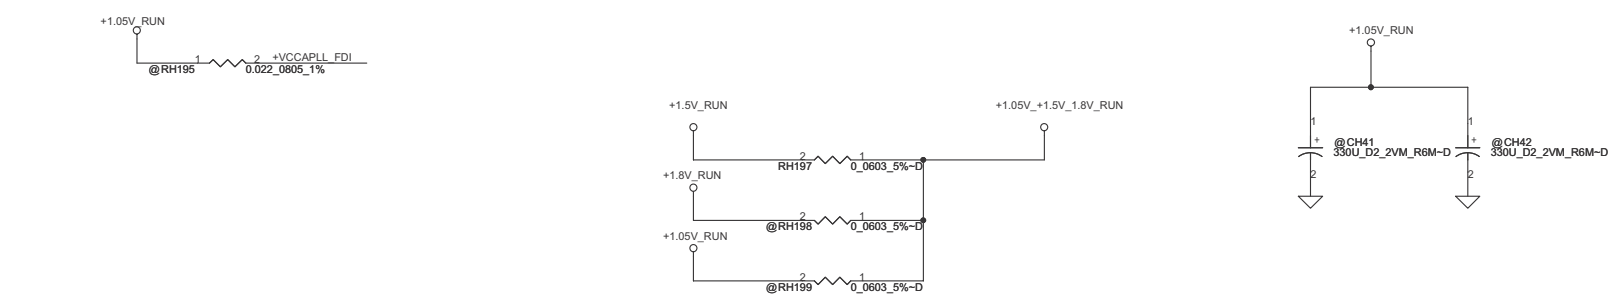 +1.05V_RUN
1
2
+VCCAPLL_FDI
@RH195
0.022_0805_1%
+1.5V_RUN
+1.05V_+1.5V_1.8V_RUN
2
1
RH197
0_0603_5%~D
+1.8V_RUN
2
1
@RH198
0_0603_5%~D
+1.05V_RUN
2
1
@RH199
0_0603_5%~D
+1.05V_RUN
1
+
@CH41
330U_D2_2VM_R6M~D
2
1
+
@CH42
330U_D2_2VM_R6M~D
2